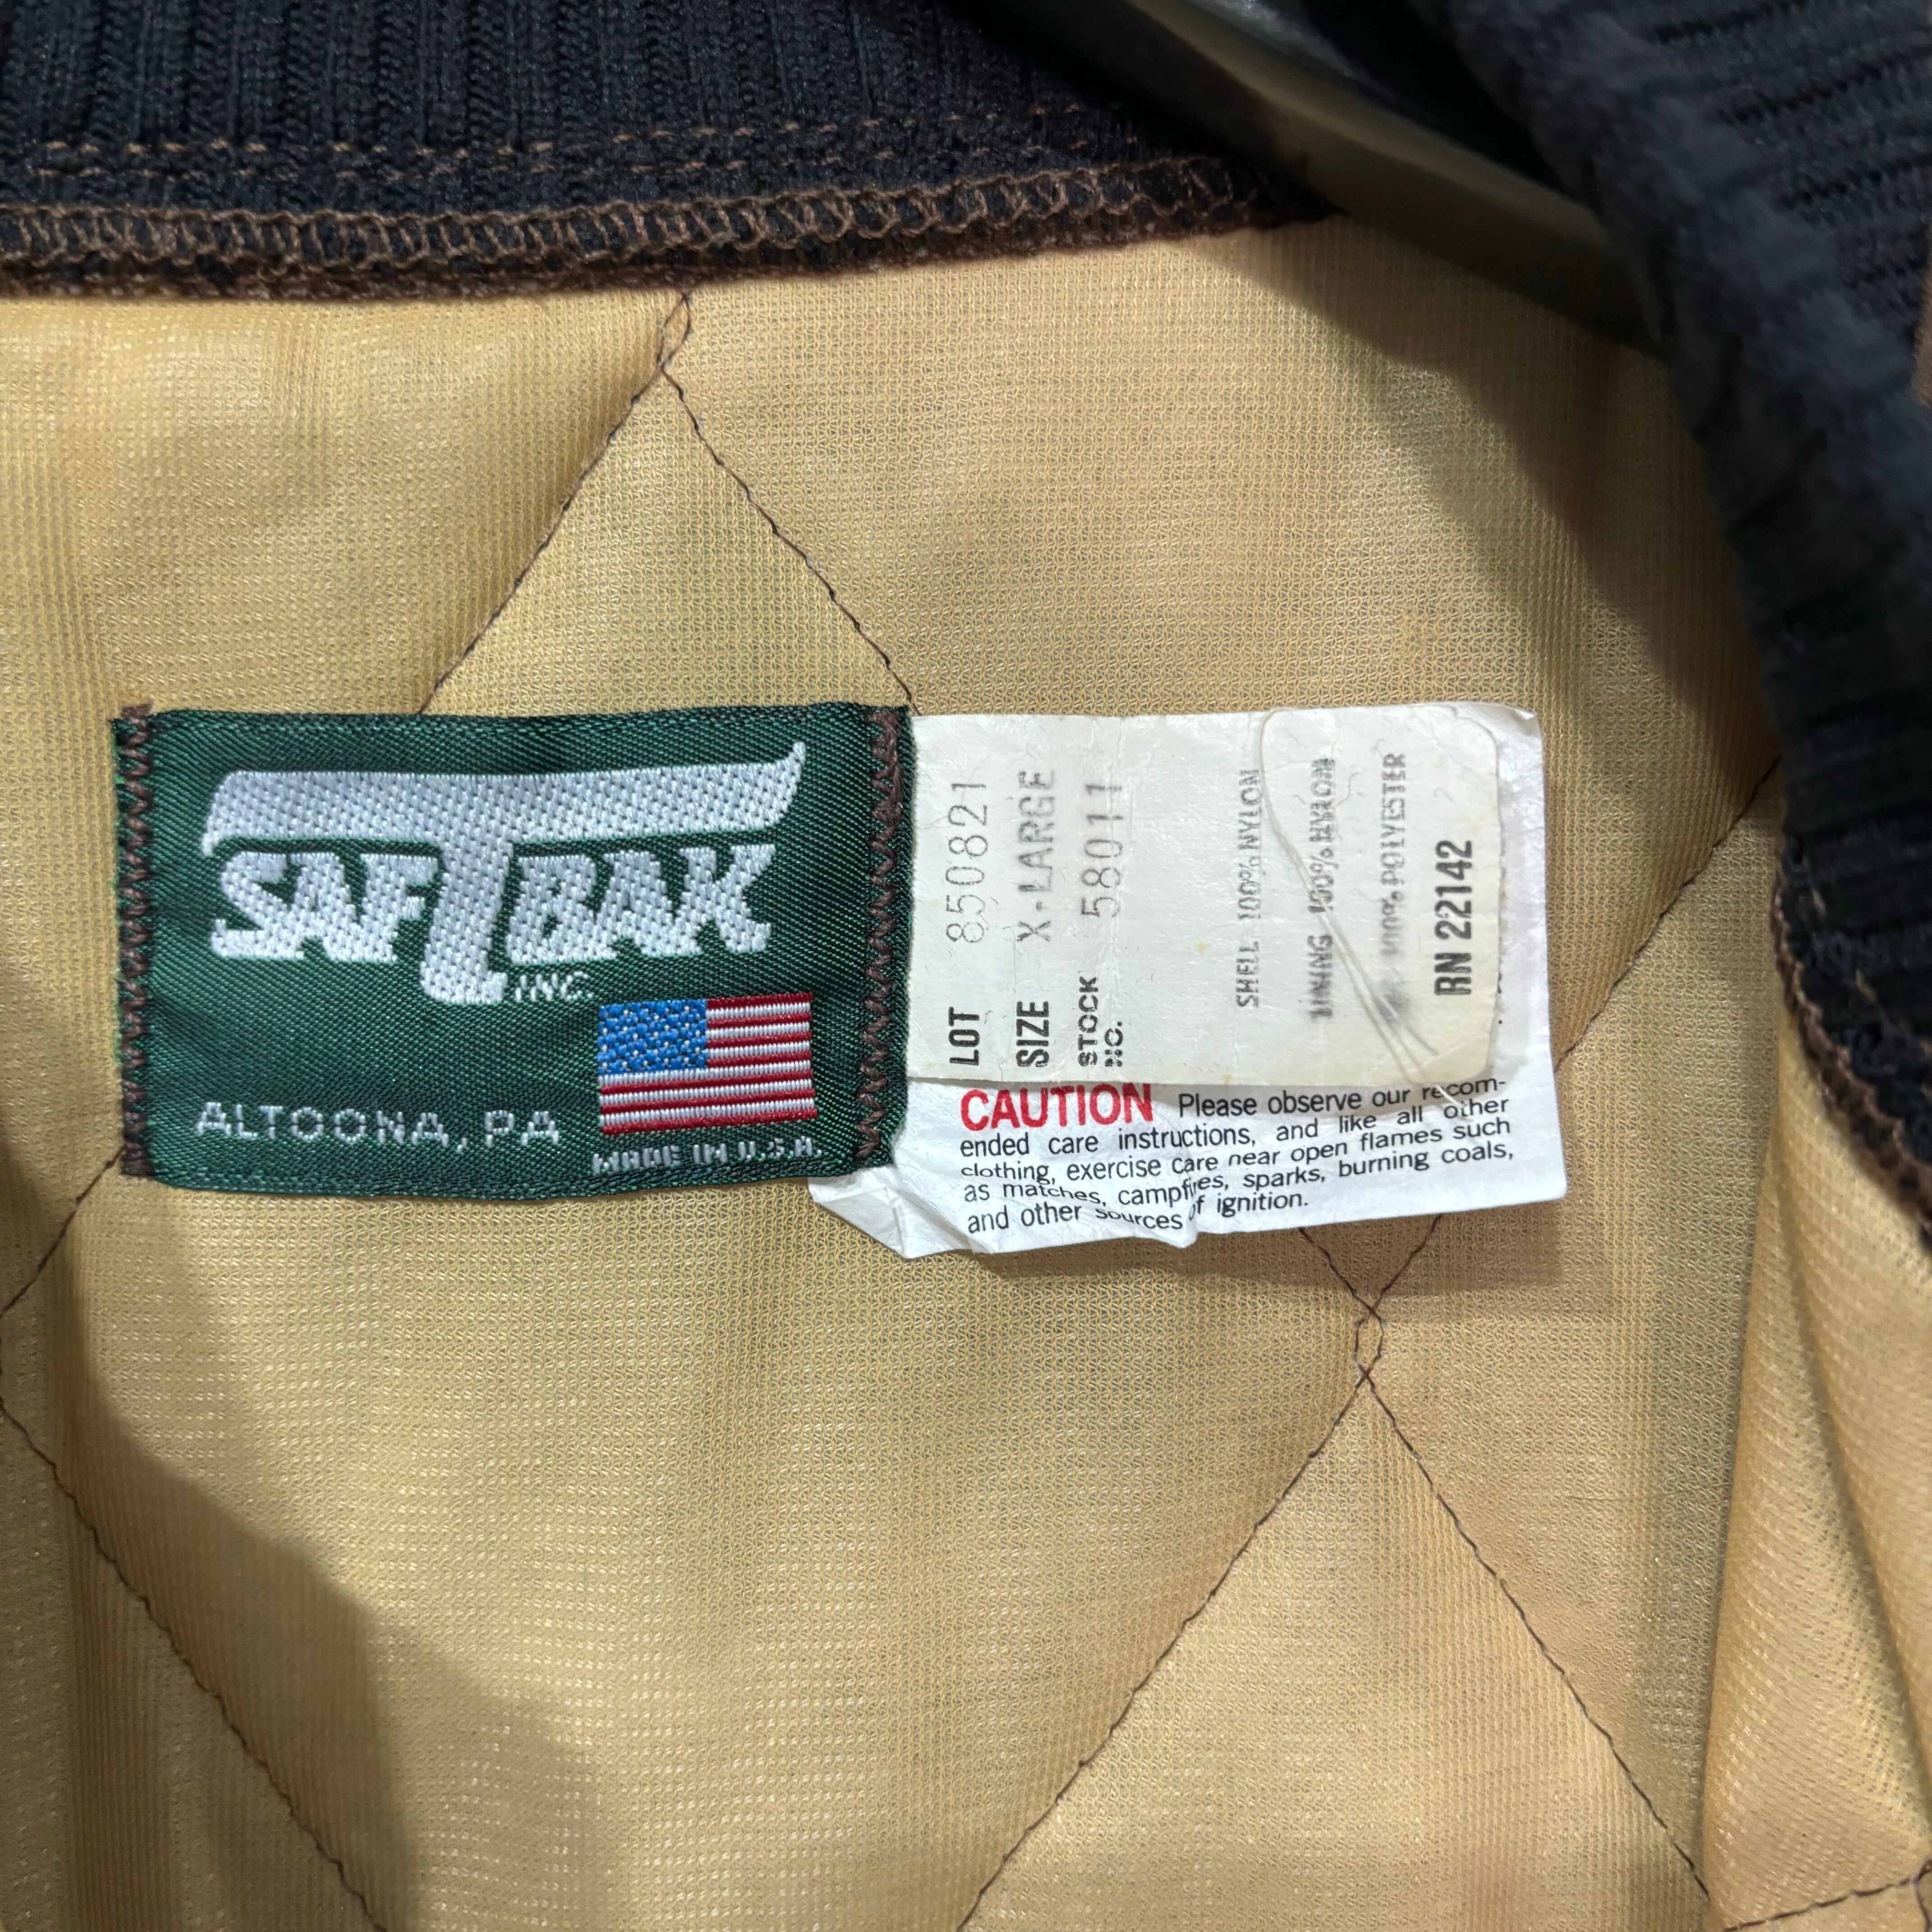 SAFTBAK
INC.
ALTOONA, PA
MADE IN U.S.A.
LOT 850821
SIZE X-LARGE
STOCK NO. 58011
SHELL 100% NYLON
LINING 100% NYLON
100% POLYESTER
RN 22142
CAUTION Please observe our recom-
ended care instructions, and like all other
clothing, exercise care near open flames such
as matches, campfires, sparks, burning coals,
and other sources of ignition.